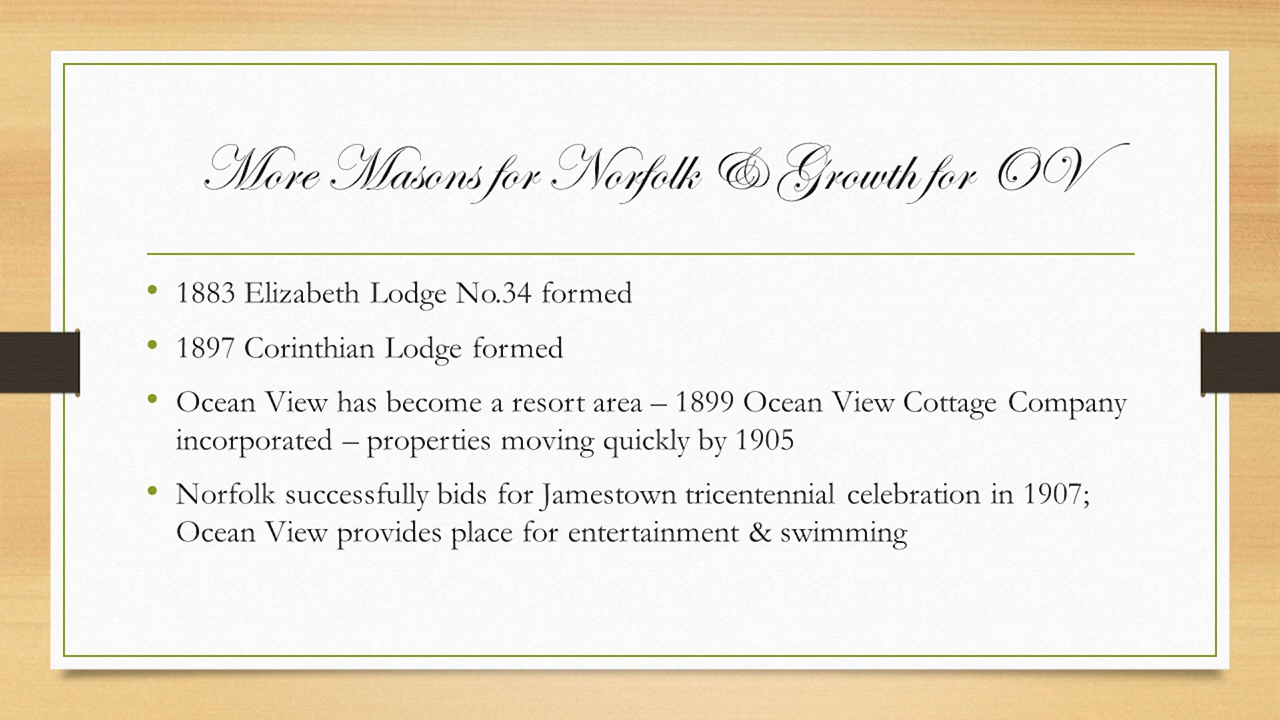 More Masons for Norfolk & Growth for OV
• 1883 Elizabeth Lodge No.34 formed
• 1897 Corinthian Lodge formed
• Ocean View has become a resort area – 1899 Ocean View Cottage Company
incorporated – properties moving quickly by 1905
• Norfolk successfully bids for Jamestown tricentennial celebration in 1907;
Ocean View provides place for entertainment & swimming